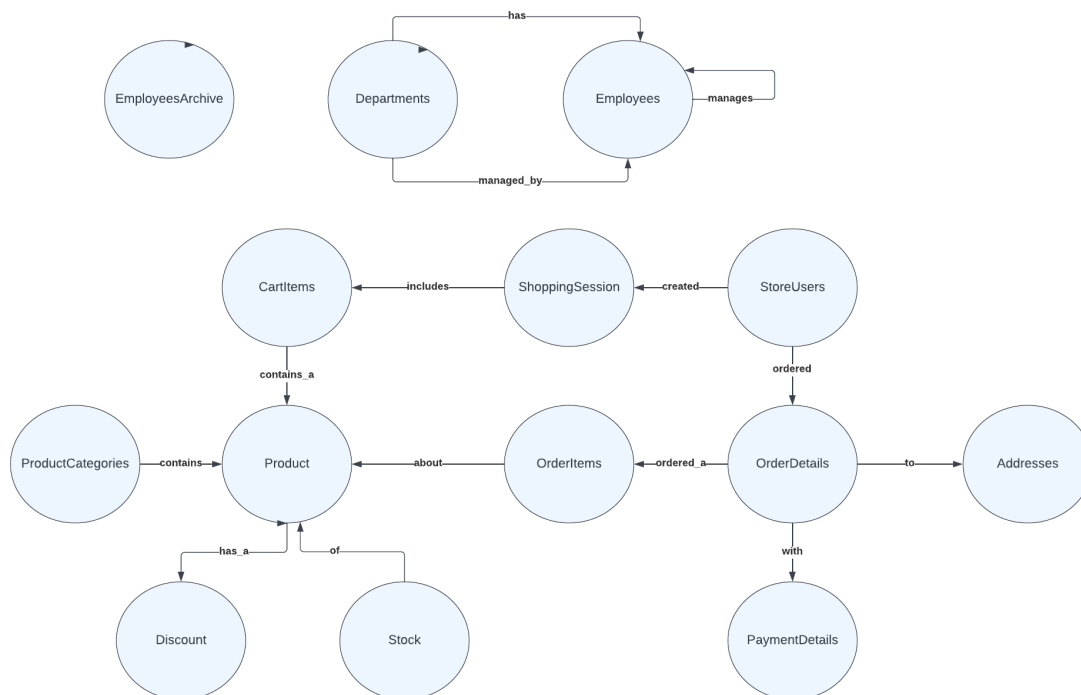 has
EmployeesArchive
Departments
Employees
manages
managed_by
CartItems
includes
ShoppingSession
created
StoreUsers
contains_a
ordered
ProductCategories
contains
Product
about
OrderItems
ordered_a
OrderDetails
to
Addresses
has_a
of
with
Discount
Stock
PaymentDetails